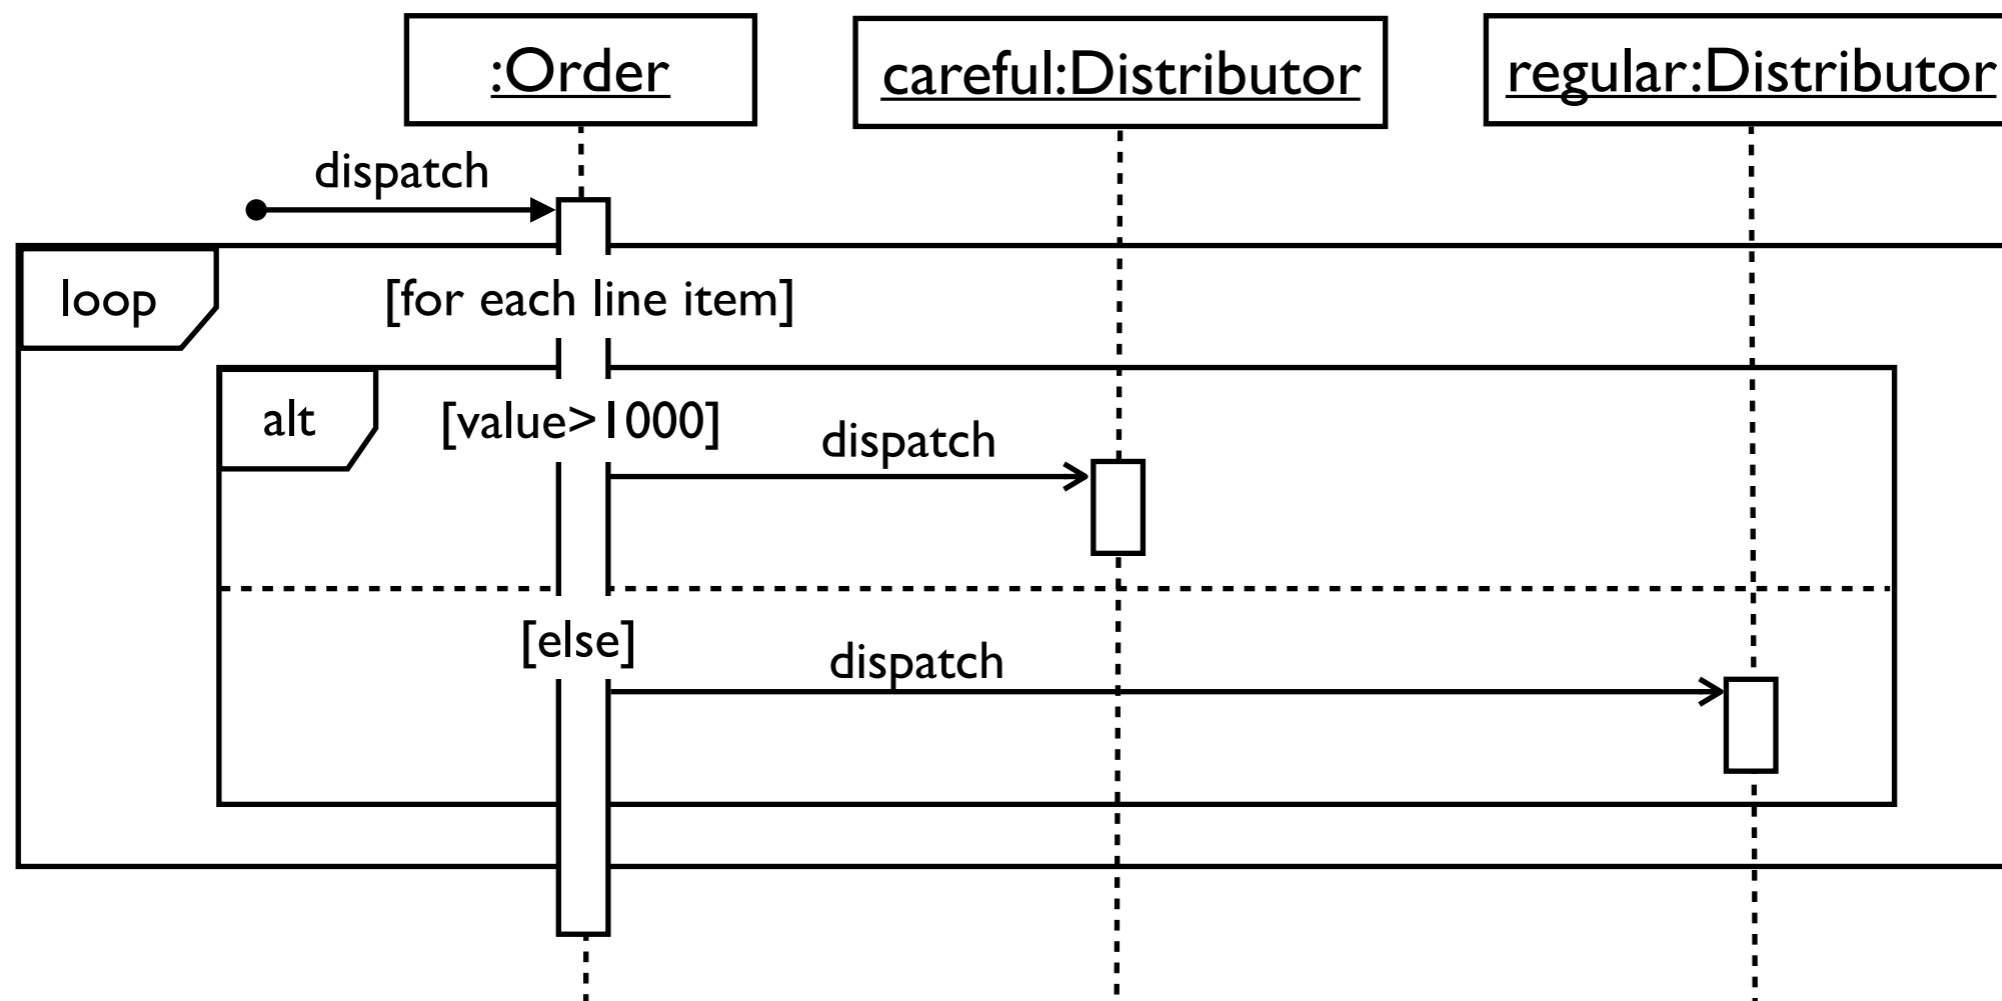 :Order
careful:Distributor
regular:Distributor
dispatch
loop
[for each line item]
alt
[value>1000]
dispatch
[else]
dispatch